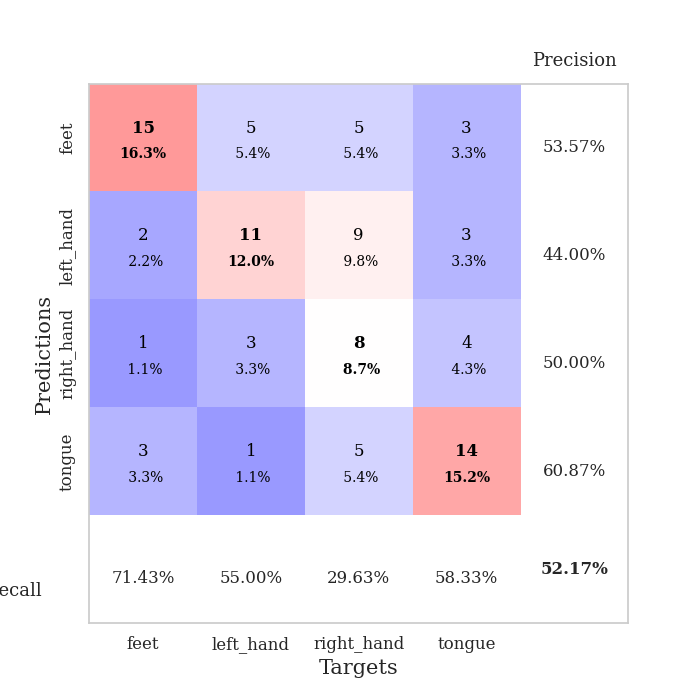 Precision
feet
15 5 5 3
16.3% 5.4% 5.4% 3.3%
53.57%
left_hand
2 11 9 3
2.2% 12.0% 9.8% 3.3%
44.00%
Predictions
right_hand
1 3 8 4
1.1% 3.3% 8.7% 4.3%
50.00%
tongue
3 1 5 14
3.3% 1.1% 5.4% 15.2%
60.87%
ecall
71.43% 55.00% 29.63% 58.33% 52.17%
feet left_hand right_hand tongue
Targets